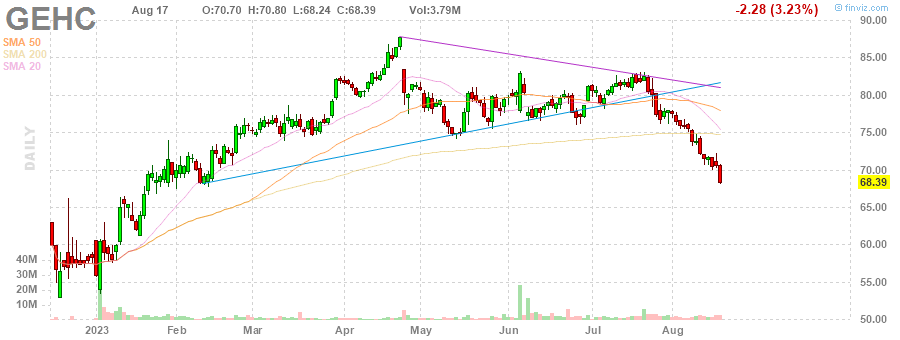 GEHC Aug 17 O:70.70 H:70.80 L:68.24 C:68.39 Vol:3.79M -2.28 (3.23%) © finviz.com
SMA 50
SMA 200
SMA 20
DAILY
90.00
85.00
80.00
75.00
70.00
68.39
65.00
60.00
55.00
50.00
40M
30M
20M
10M
2023 Feb Mar Apr May Jun Jul Aug